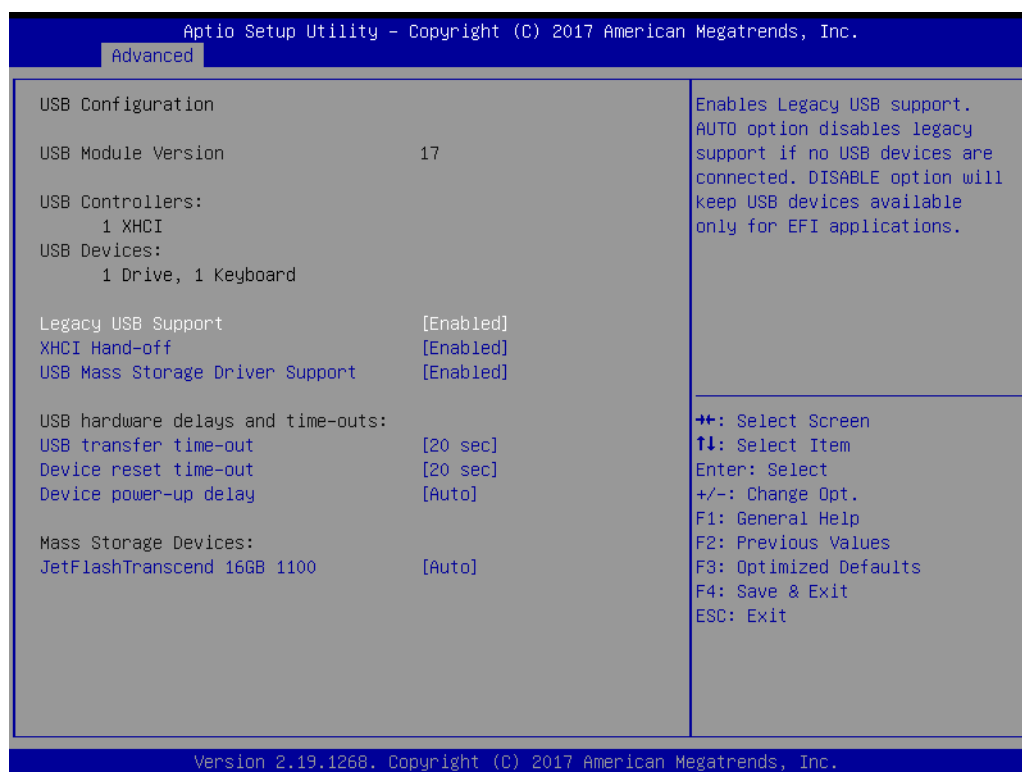 Aptio Setup Utility – Copyright (C) 2017 American Megatrends, Inc.
Advanced
USB Configuration
USB Module Version 17
USB Controllers:
1 XHCI
USB Devices:
1 Drive, 1 Keyboard
Legacy USB Support [Enabled]
XHCI Hand-off [Enabled]
USB Mass Storage Driver Support [Enabled]
USB hardware delays and time-outs:
USB transfer time-out [20 sec]
Device reset time-out [20 sec]
Device power-up delay [Auto]
Mass Storage Devices:
JetFlashTranscend 16GB 1100 [Auto]
Enables Legacy USB support.
AUTO option disables legacy
support if no USB devices are
connected. DISABLE option will
keep USB devices available
only for EFI applications.
→←: Select Screen
↑↓: Select Item
Enter: Select
+/-: Change Opt.
F1: General Help
F2: Previous Values
F3: Optimized Defaults
F4: Save & Exit
ESC: Exit
Version 2.19.1268. Copyright (C) 2017 American Megatrends, Inc.